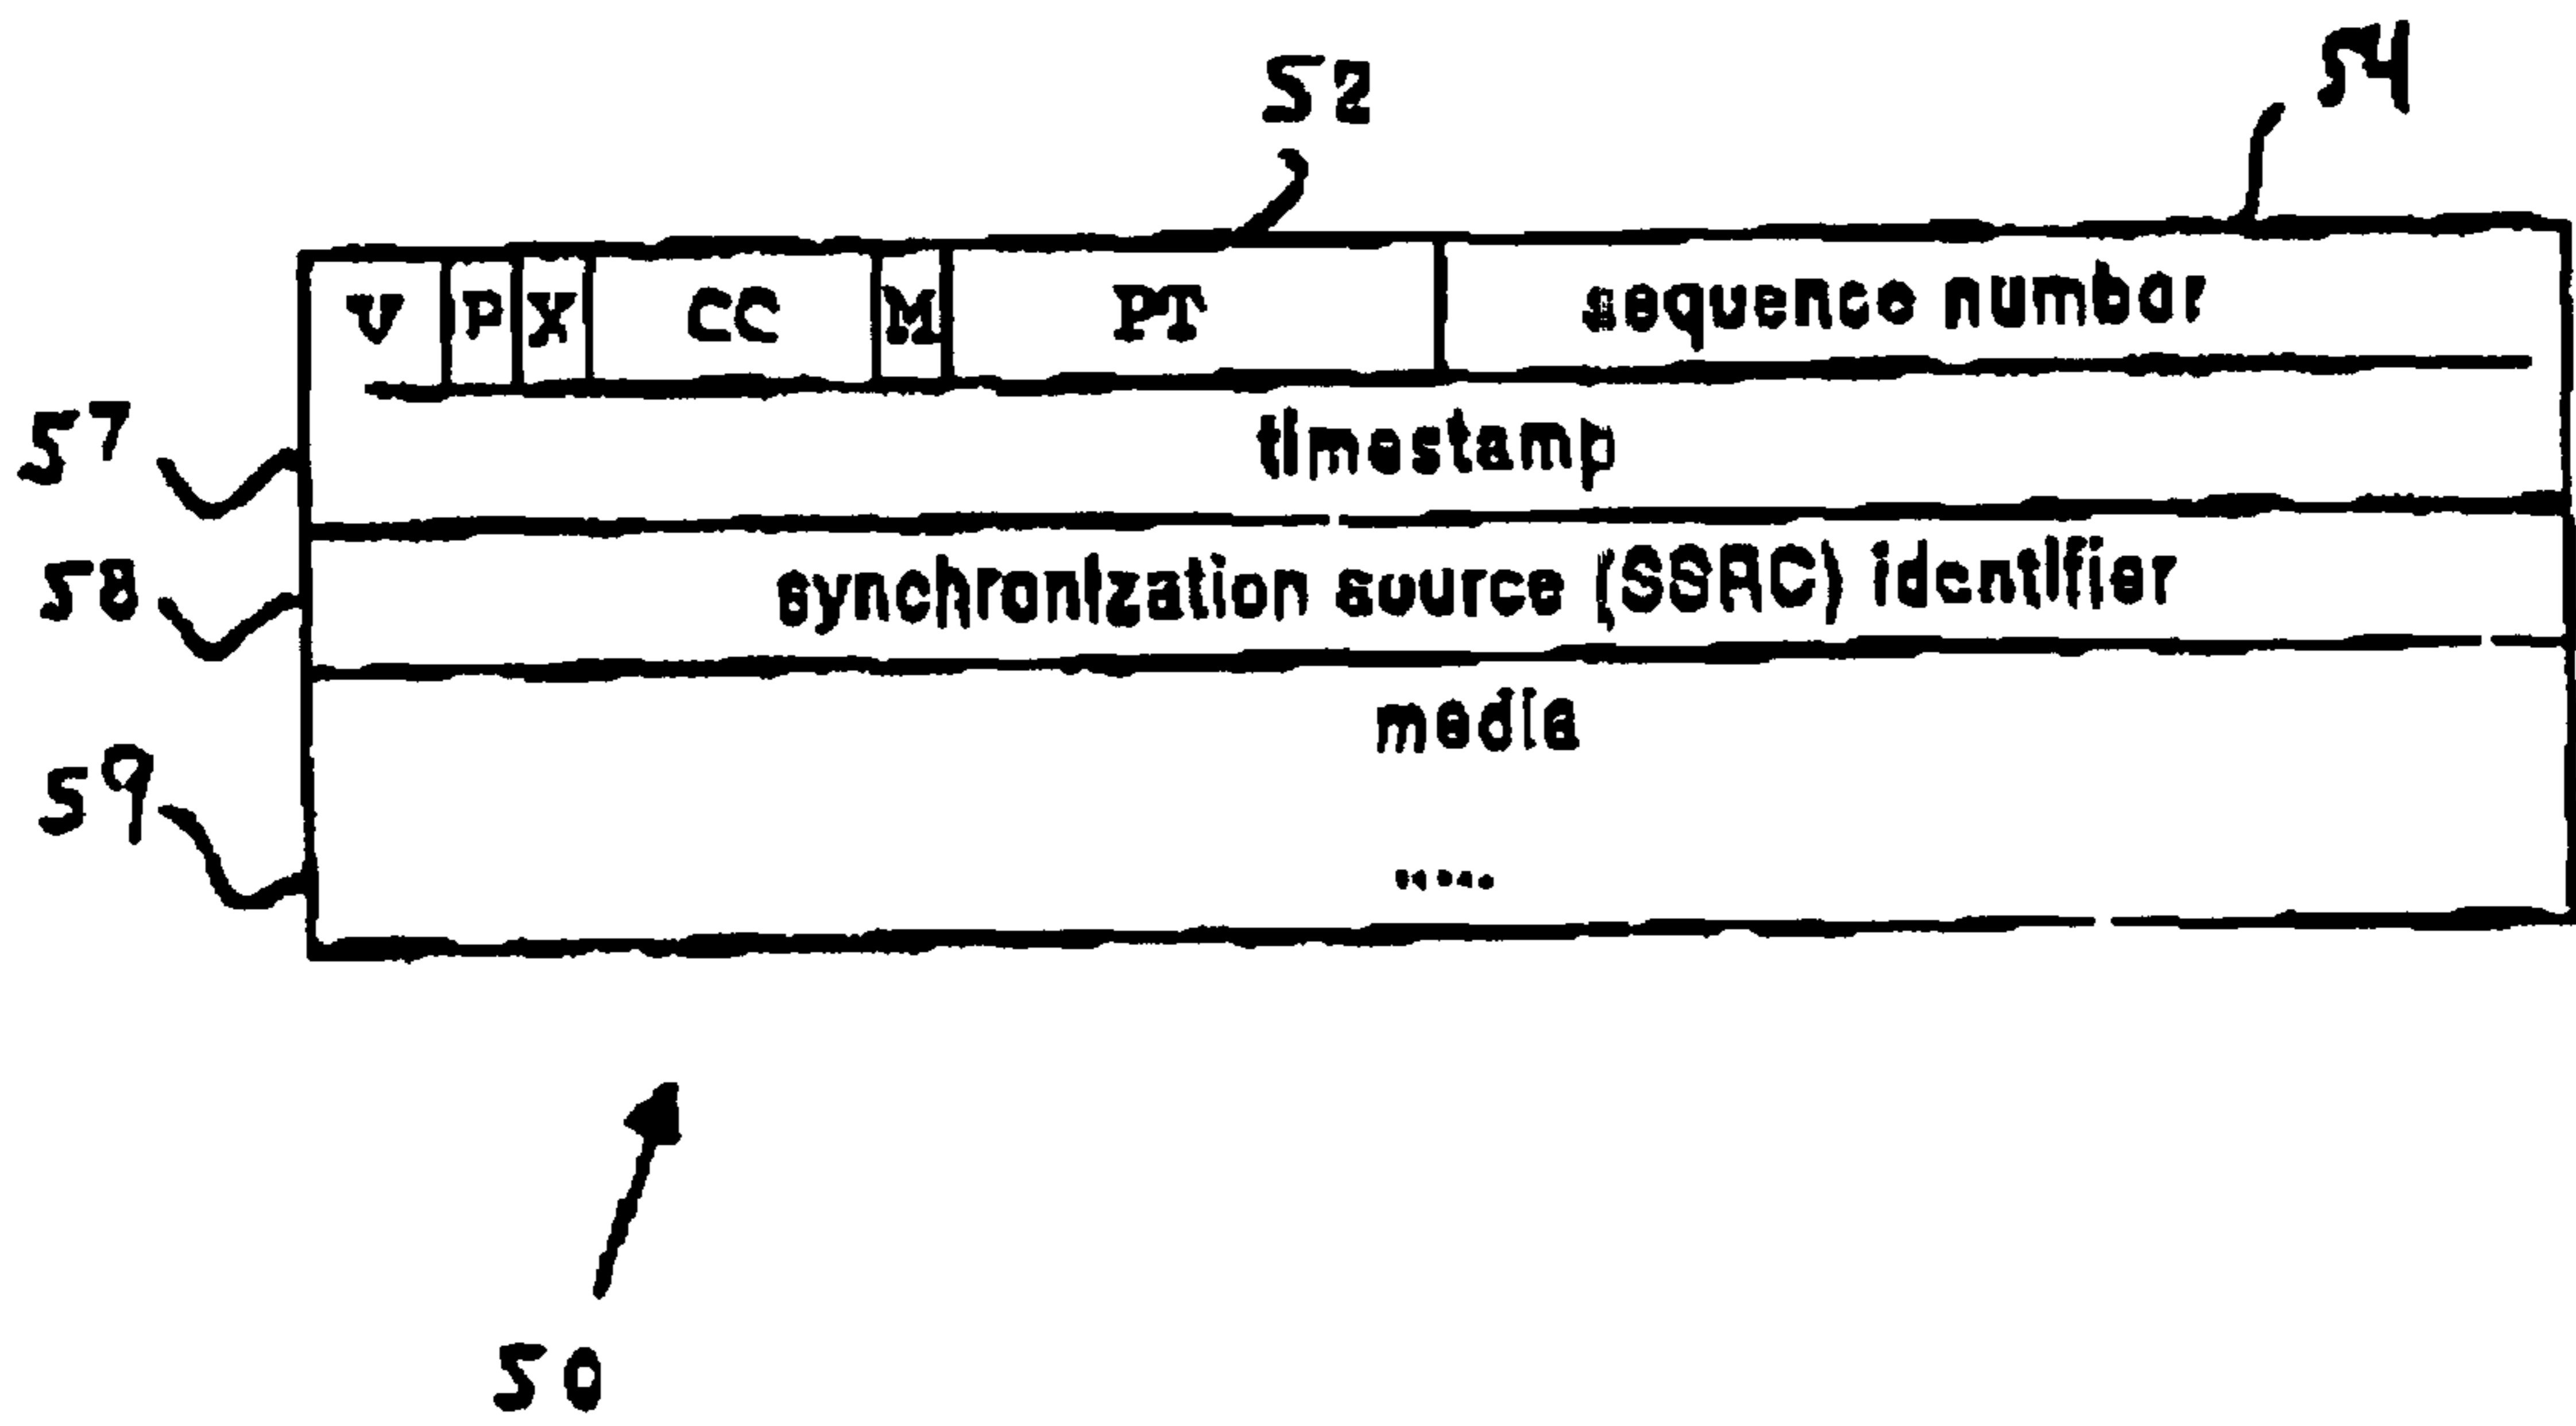 52 54
V P X CC M PT sequence number
57 timestamp
58 synchronization source (SSRC) identifier
media
59
.....
50